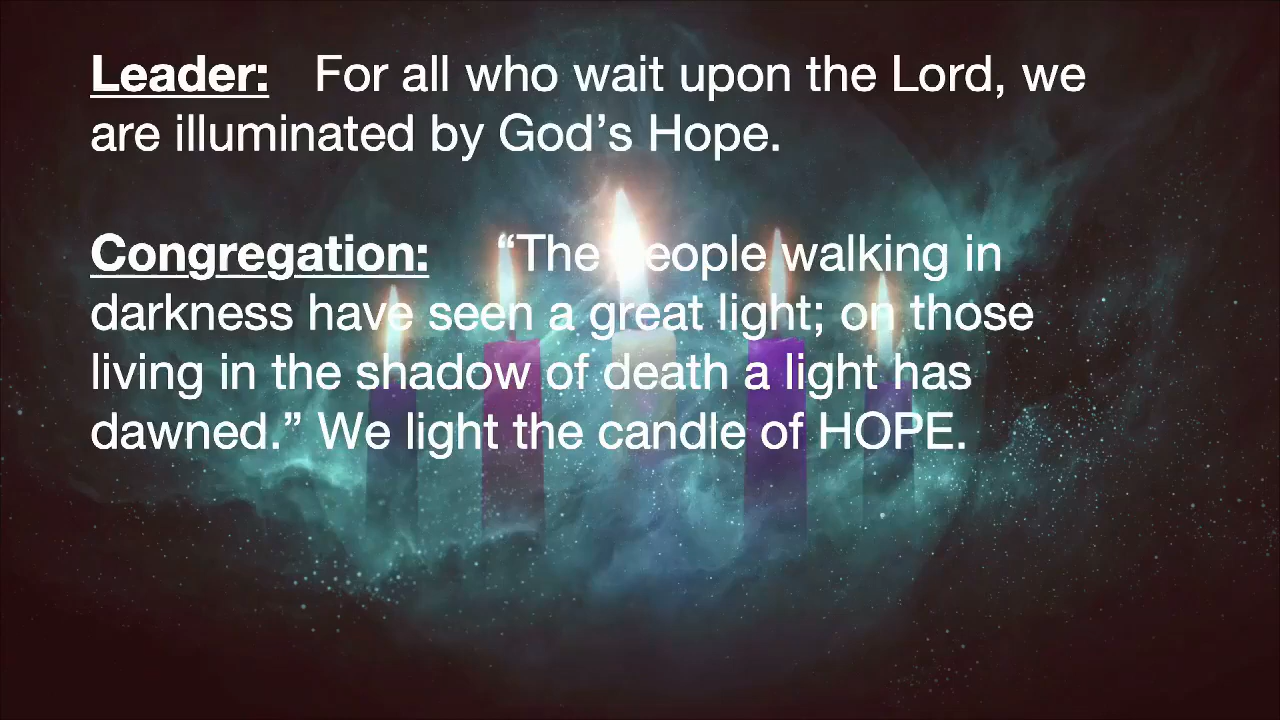 Leader: For all who wait upon the Lord, we
are illuminated by God’s Hope.
Congregation: “The people walking in
darkness have seen a great light; on those
living in the shadow of death a light has
dawned.” We light the candle of HOPE.